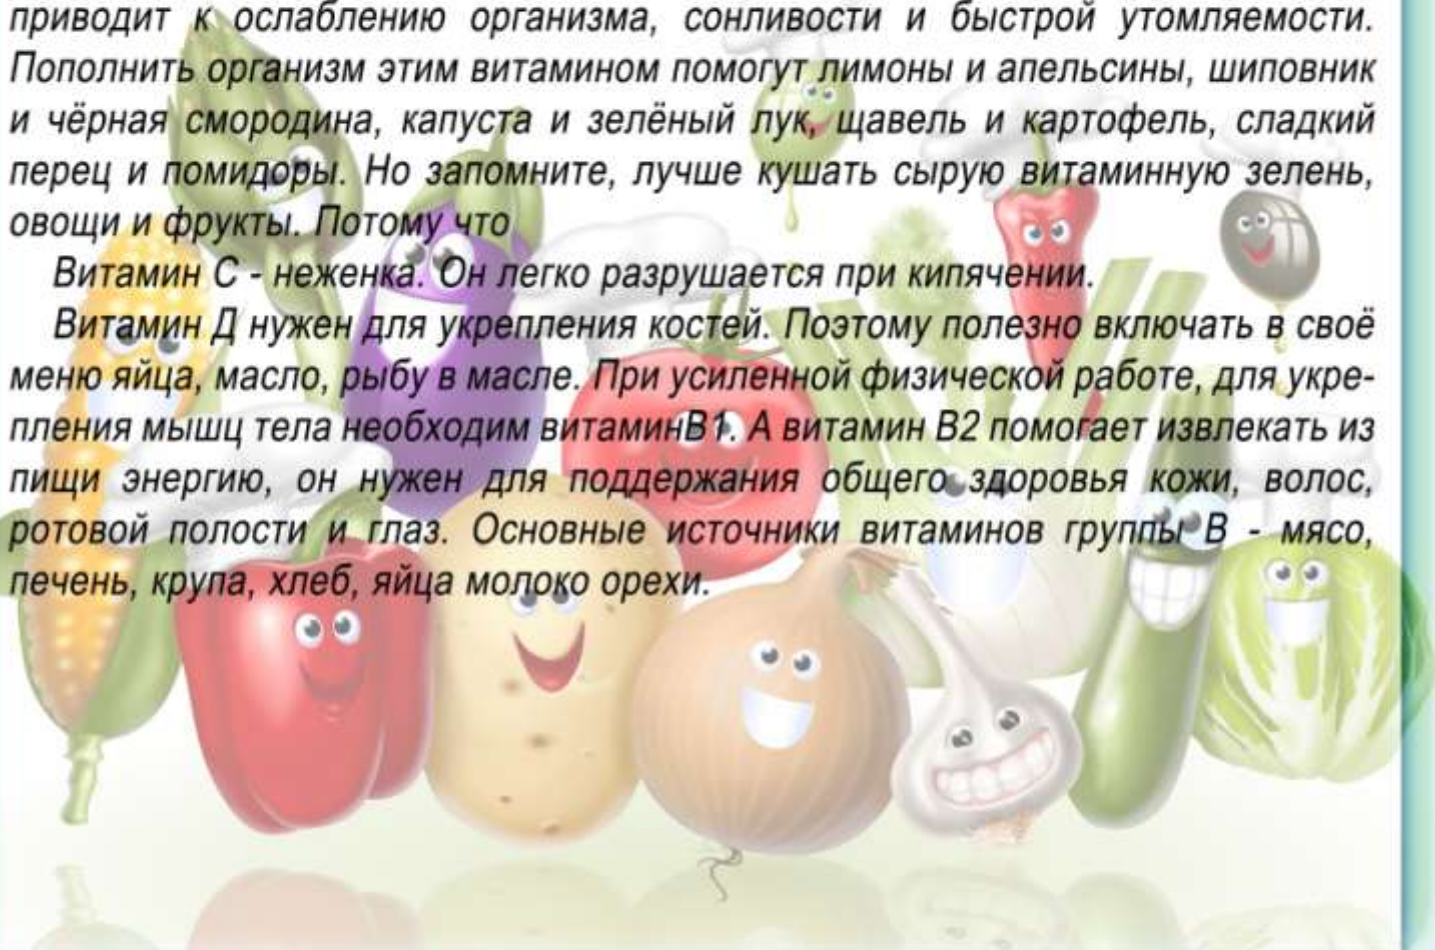 приводит к ослаблению организма, сонливости и быстрой утомляемости.
Пополнить организм этим витамином помогут лимоны и апельсины, шиповник
и чёрная смородина, капуста и зелёный лук, щавель и картофель, сладкий
перец и помидоры. Но запомните, лучше кушать сырую витаминную зелень,
овощи и фрукты. Потому что
Витамин С - неженка. Он легко разрушается при кипячении.
Витамин Д нужен для укрепления костей. Поэтому полезно включать в своё
меню яйца, масло, рыбу в масле. При усиленной физической работе, для укре-
пления мышц тела необходим витаминВ1. А витамин В2 помогает извлекать из
пищи энергию, он нужен для поддержания общего здоровья кожи, волос,
ротовой полости и глаз. Основные источники витаминов группы В - мясо,
печень, крупа, хлеб, яйца молоко орехи.